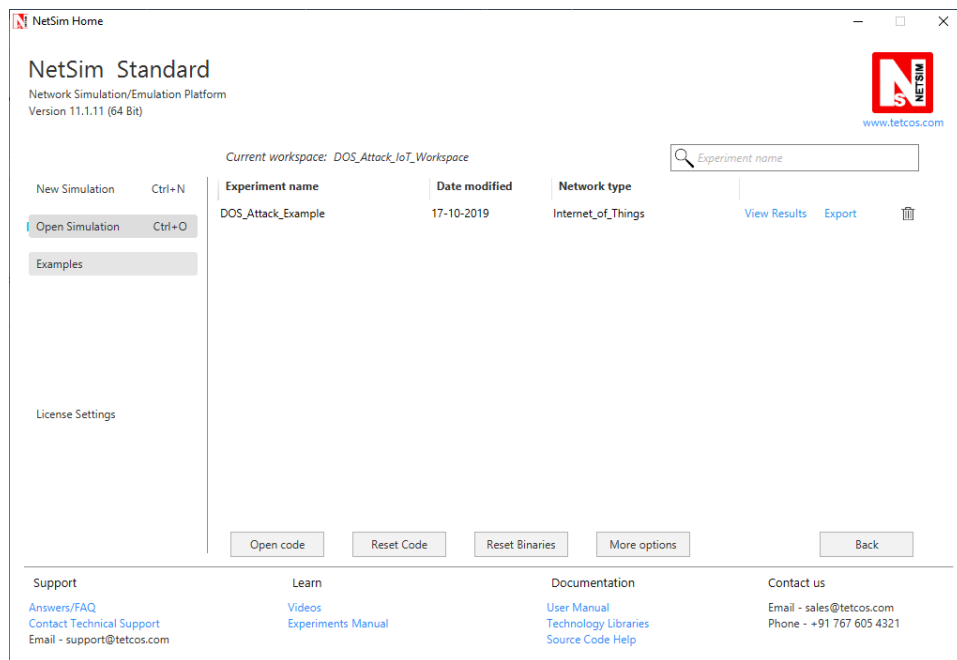 NetSim Home
NetSim Standard
Network Simulation/Emulation Platform
Version 11.1.11 (64 Bit)
N
S
NETSIM
www.tetcos.com
Current workspace: DOS_Attack_IoT_Workspace
Experiment name
New Simulation Ctrl+N
Open Simulation Ctrl+O
Examples
License Settings
Experiment name Date modified Network type
DOS_Attack_Example 17-10-2019 Internet_of_Things View Results Export
Open code Reset Code Reset Binaries More options Back
Support
Answers/FAQ
Contact Technical Support
Email - support@tetcos.com
Learn
Videos
Experiments Manual
Documentation
User Manual
Technology Libraries
Source Code Help
Contact us
Email - sales@tetcos.com
Phone - +91 767 605 4321